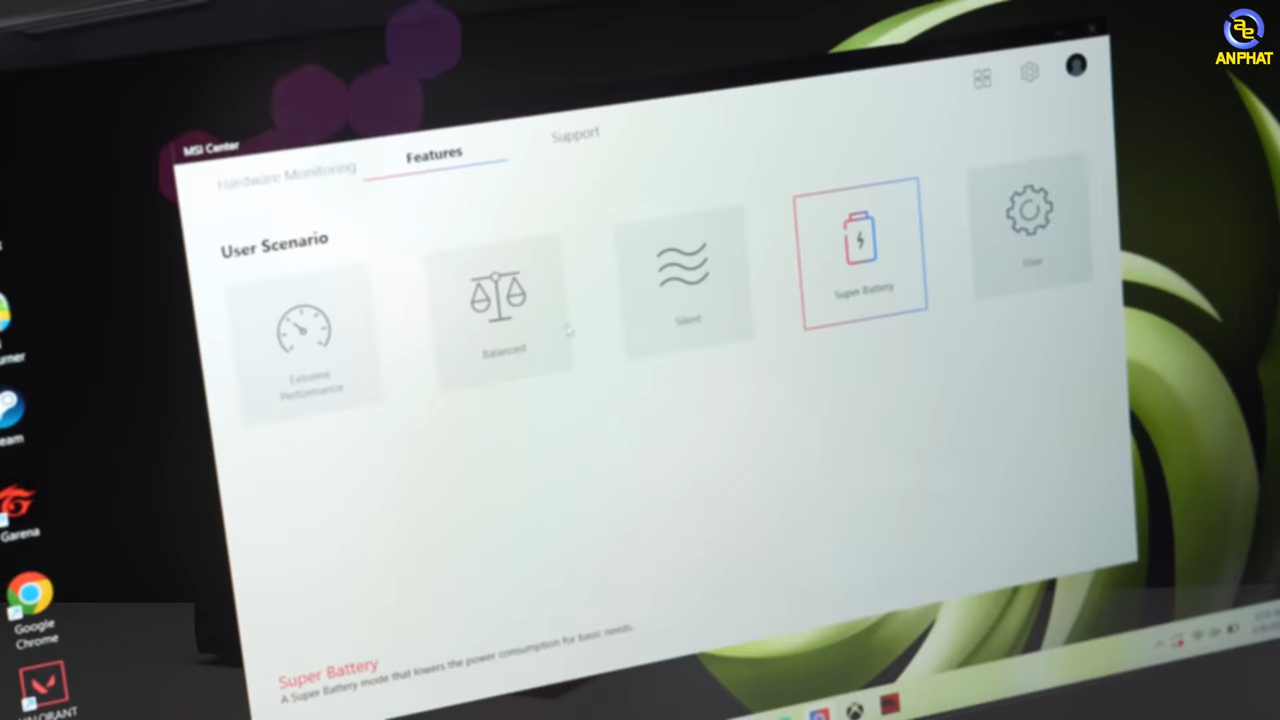 ae
ANPHAT
MSI Center
Hardware Monitoring
Features
Support
User Scenario
Extreme
Performance
Balanced
Silent
Super Battery
User
Garena
Google
Chrome
Super Battery
A Super Battery mode that lowers the power consumption for basic needs.